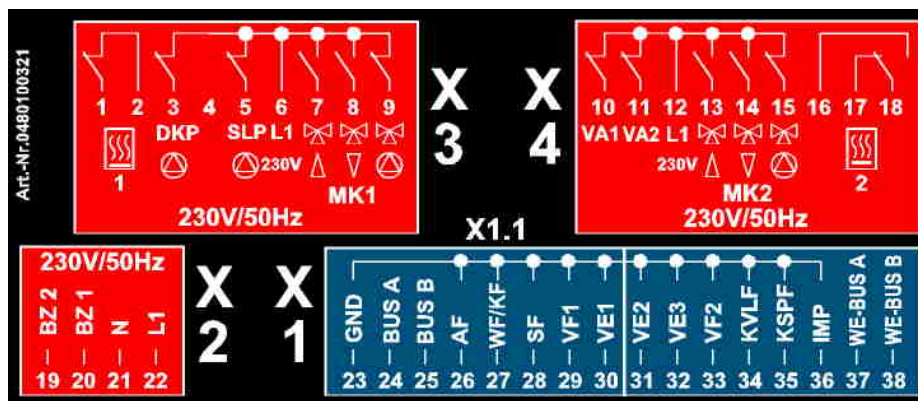 Art.-Nr.0480100321
1 2 3 4 5 6 7 8 9
DKP SLP L1
230V
1
MK1
230V/50Hz
X
3
X
4
10 11 12 13 14 15 16 17 18
VA1 VA2 L1
230V
2
MK2
230V/50Hz
X1.1
230V/50Hz
BZ 2
BZ 1
N
L1
19 20 21 22
X
2
X
1
GND
BUS A
BUS B
AF
WF/KF
SF
VF1
VE1
VE2
VE3
VF2
KVLF
KSPF
IMP
WE-BUS A
WE-BUS B
23 24 25 26 27 28 29 30 31 32 33 34 35 36 37 38